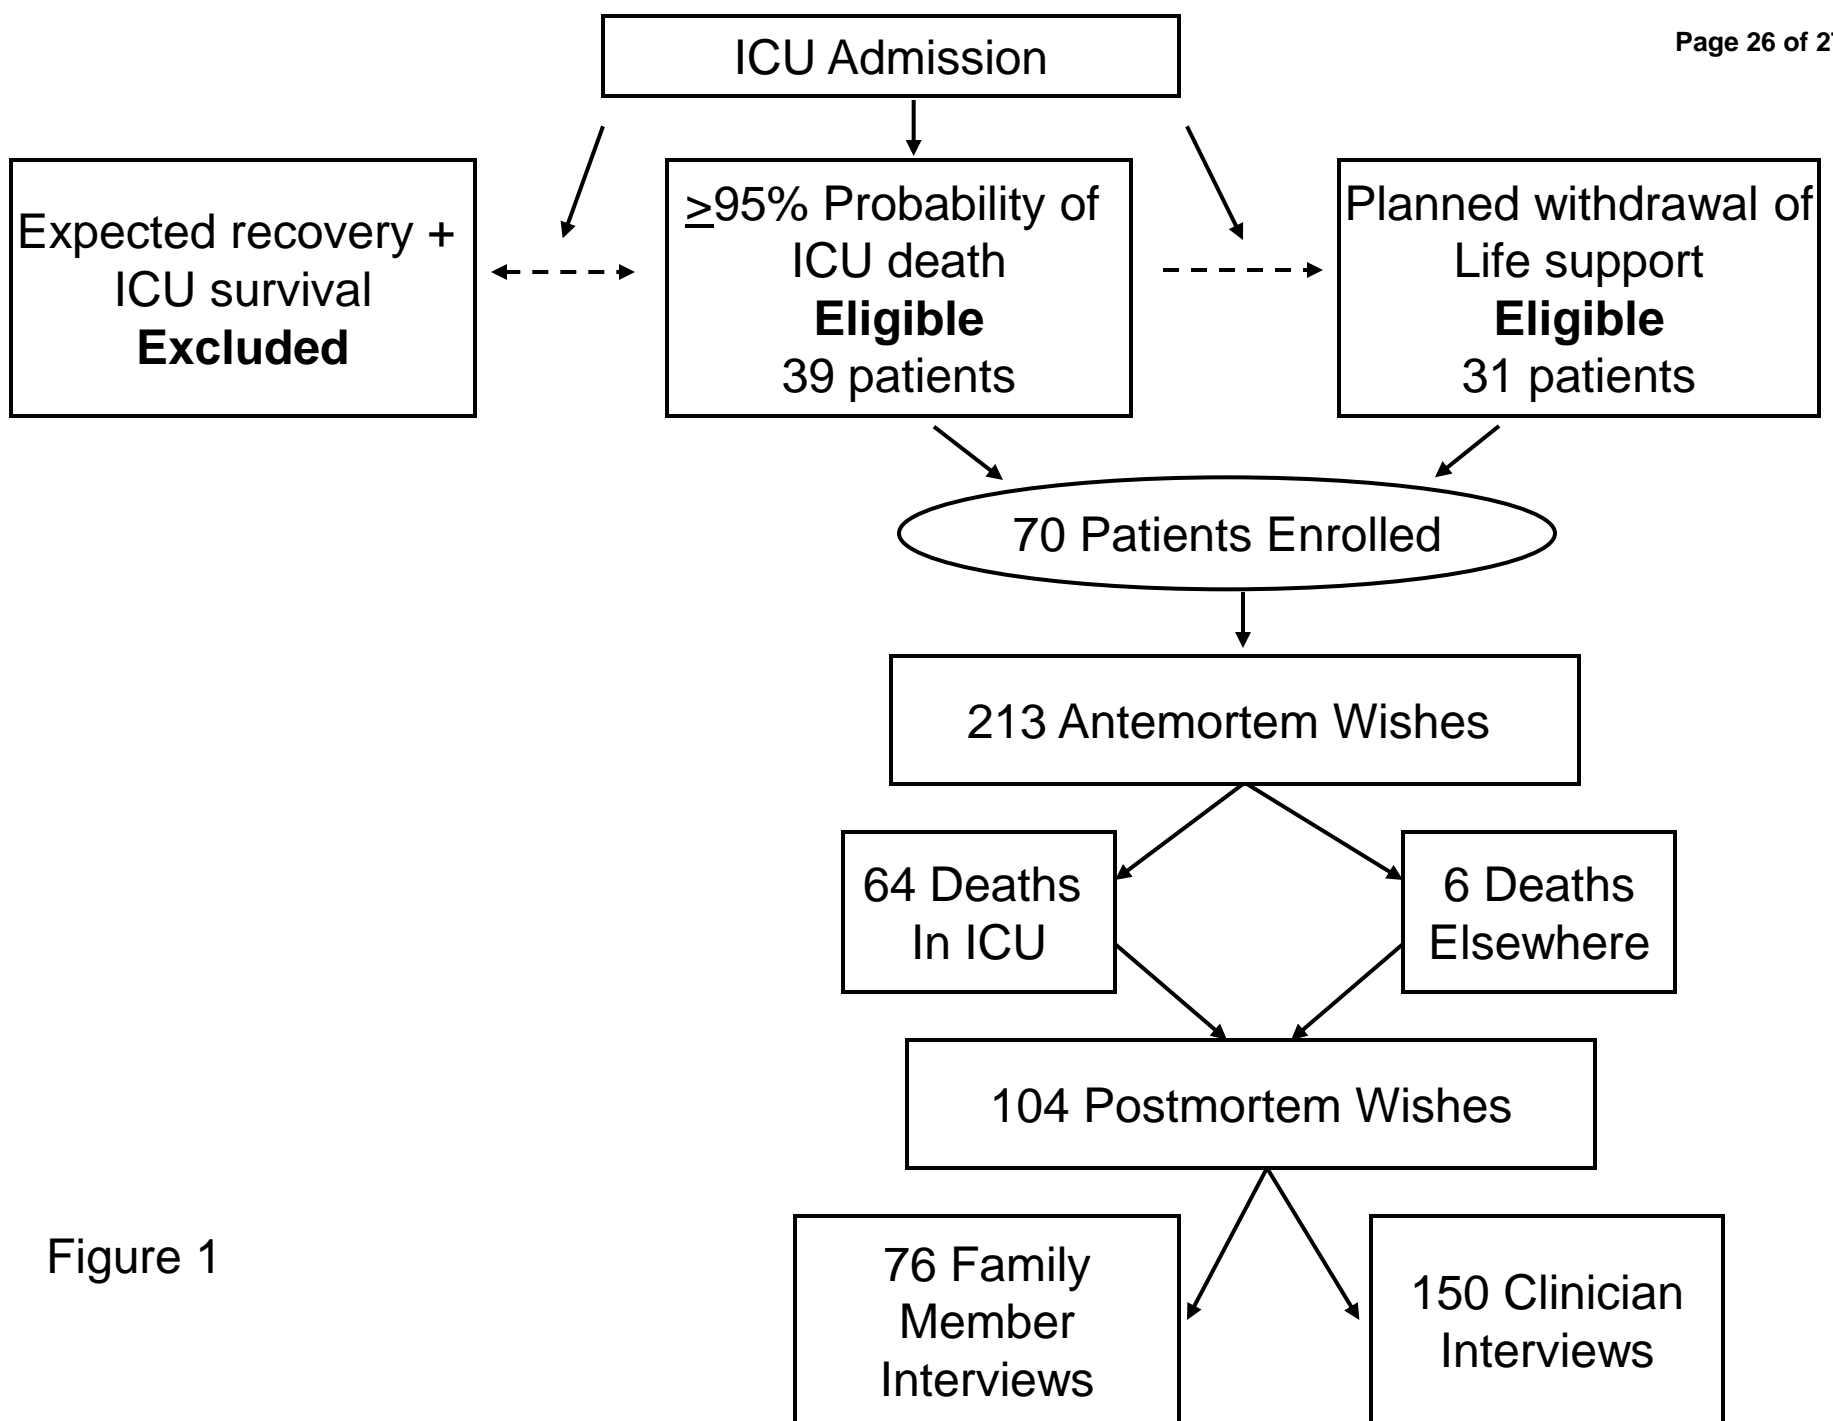 Page 26 of 27
ICU Admission
Expected recovery +
ICU survival
Excluded
≥95% Probability of
ICU death
Eligible
39 patients
Planned withdrawal of
Life support
Eligible
31 patients
70 Patients Enrolled
213 Antemortem Wishes
64 Deaths
In ICU
6 Deaths
Elsewhere
104 Postmortem Wishes
Figure 1
76 Family
Member
Interviews
150 Clinician
Interviews